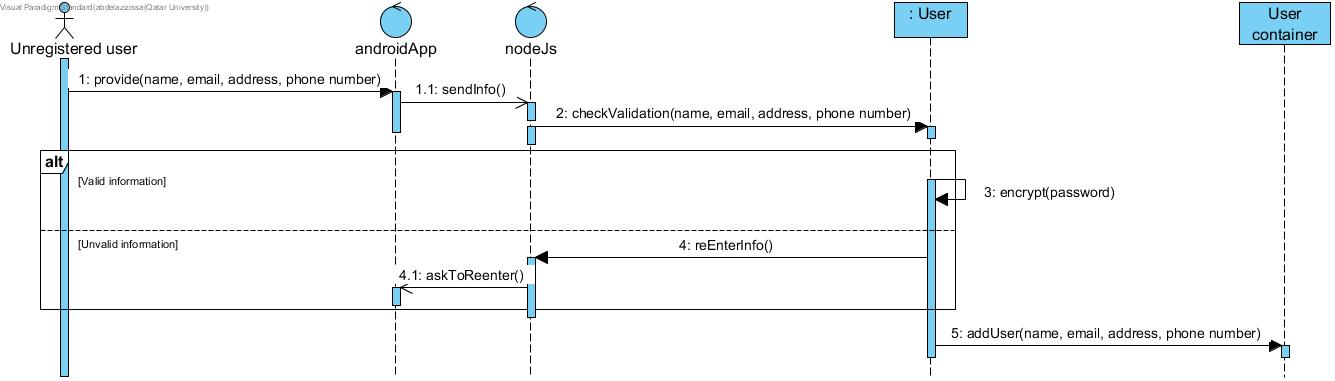 Visual Paradigm Standard(abdelazizissa(Qatar University))
Unregistered user
androidApp
nodeJs
: User
User
container
1: provide(name, email, address, phone number)
1.1: sendInfo()
2: checkValidation(name, email, address, phone number)
alt
[Valid information]
3: encrypt(password)
[Unvalid information]
4: reEnterInfo()
4.1: askToReenter()
5: addUser(name, email, address, phone number)